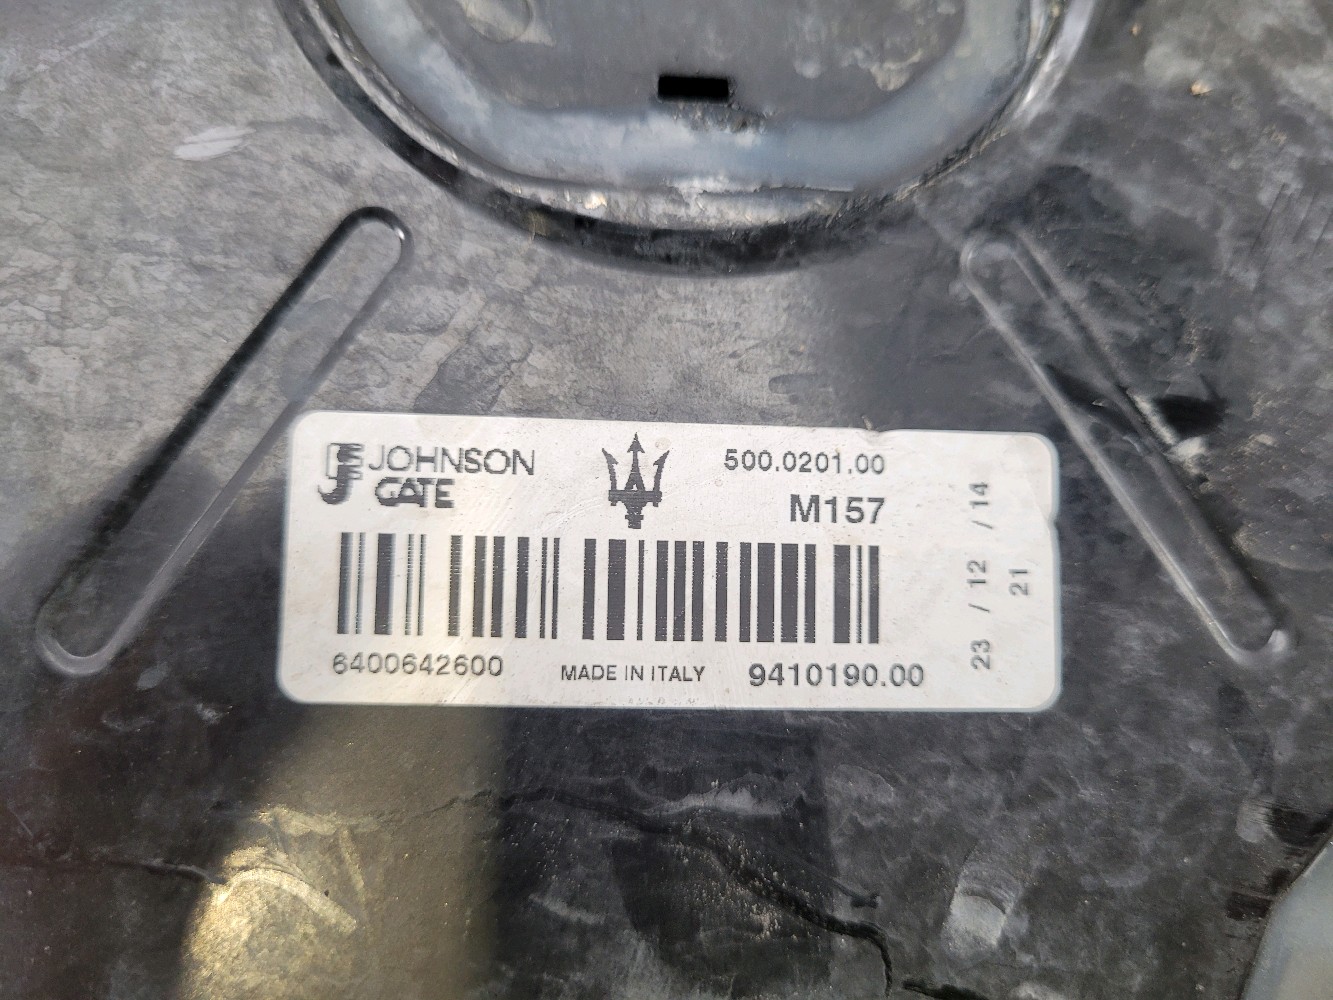 JOHNSON
GATE
500.0201.00
M157
6400642600
MADE IN ITALY
9410190.00
23 / 12 / 14
21